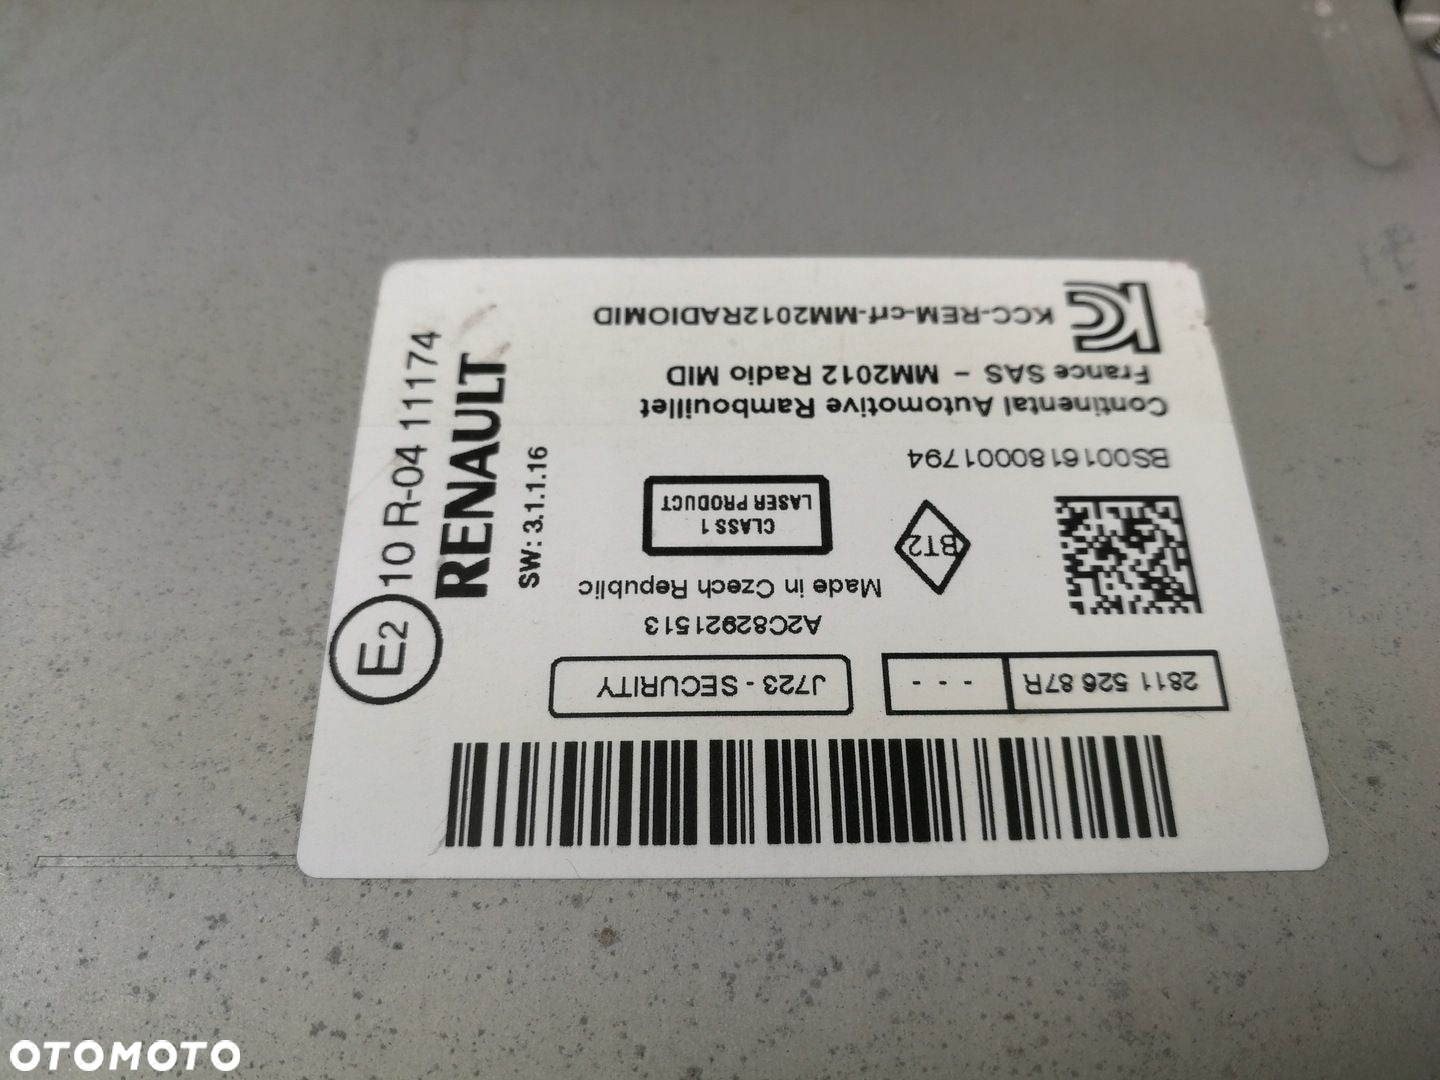 2811 526 87R
- - -
J723 - SECURITY
A2C82921513
Made in Czech Republic
BT2
CLASS 1
LASER PRODUCT
BS0016180001794
Continental Automotive Rambouillet
France SAS - MM2012 Radio MID
KCC-REM-crf-MM2012RADIOMID
E2 10 R-04 11174
RENAULT
SW: 3.1.1.16
OTOMOTO